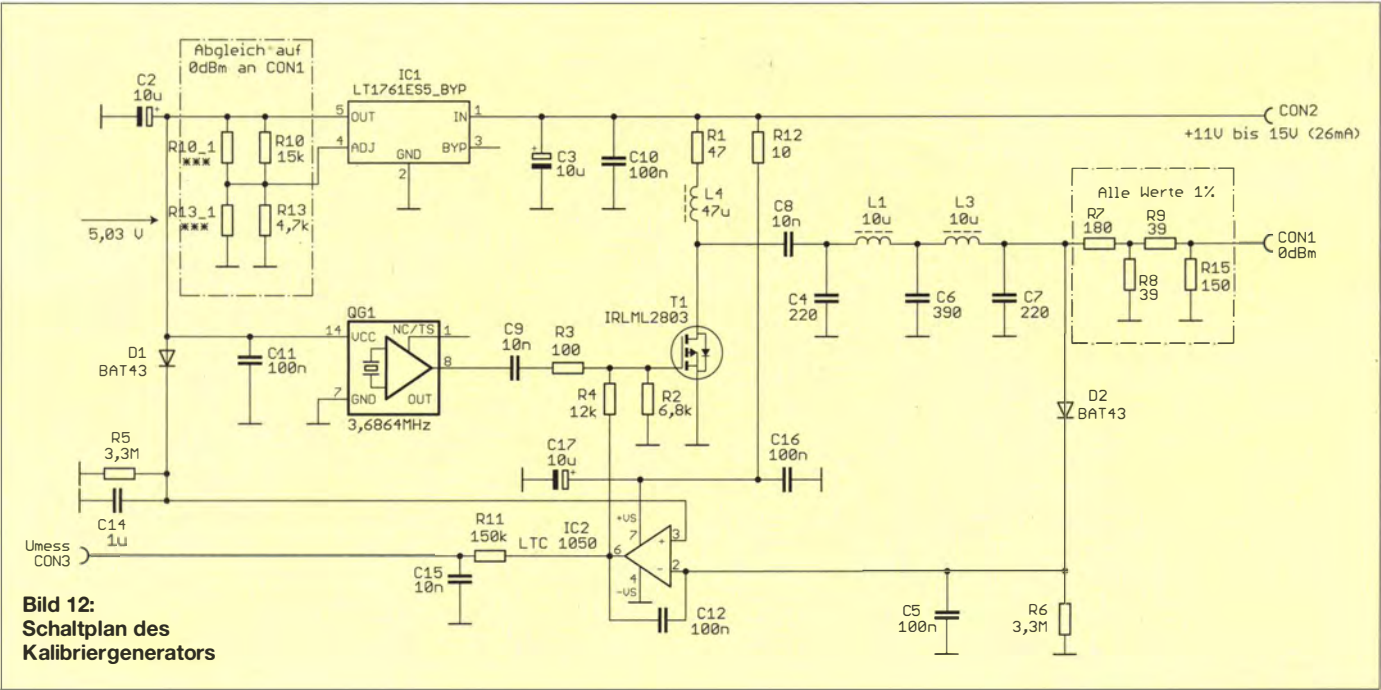 Abgleich auf
0dBm an CON1
C2
10u
+
R10_1
***
R10
15k
R13_1
***
R13
4,7k
5,03 V
IC1
LT1761ES5_BYP
5 OUT
IN 1
4 ADJ
BYP 3
GND
2
+
C3
10u
C10
100n
R1
47
L4
47u
R12
10
CON2
+11V bis 15V (26mA)
C8
10n
L1
10u
L3
10u
C4
220
C6
390
C7
220
Alle Werte 1%
R7
180
R9
39
R8
39
R15
150
CON1
0dBm
T1
IRLML2803
QG1
14 VCC
NC/TS 1
8
7 GND
OUT
3,6864MHz
C9
10n
R3
100
R4
12k
R2
6,8k
D1
BAT43
C11
100n
D2
BAT43
R5
3,3M
C14
1u
C17
10u
+
C16
100n
Umess
CON3
R11
150k
C15
10n
IC2
LTC 1050
+VS
7
3
+
6
2
-
4
-VS
C12
100n
C5
100n
R6
3,3M
Bild 12:
Schaltplan des
Kalibriergenerators